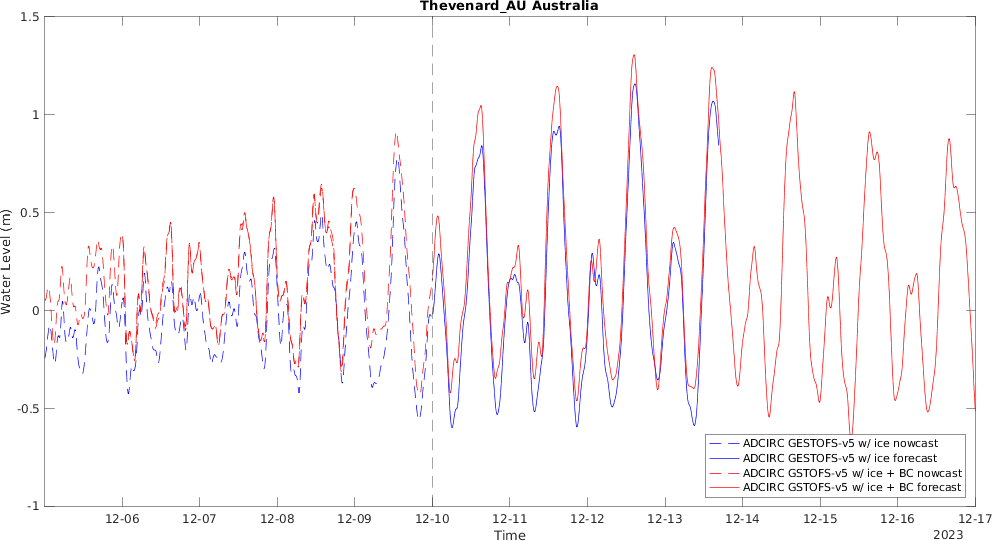 Thevenard_AU Australia
1.5
1
0.5
0
-0.5
-1
Water Level (m)
ADCIRC GESTOFS-v5 w/ ice nowcast
ADCIRC GESTOFS-v5 w/ ice forecast
ADCIRC GSTOFS-v5 w/ ice + BC nowcast
ADCIRC GSTOFS-v5 w/ ice + BC forecast
12-06 12-07 12-08 12-09 12-10 12-11 12-12 12-13 12-14 12-15 12-16 12-17
Time
2023